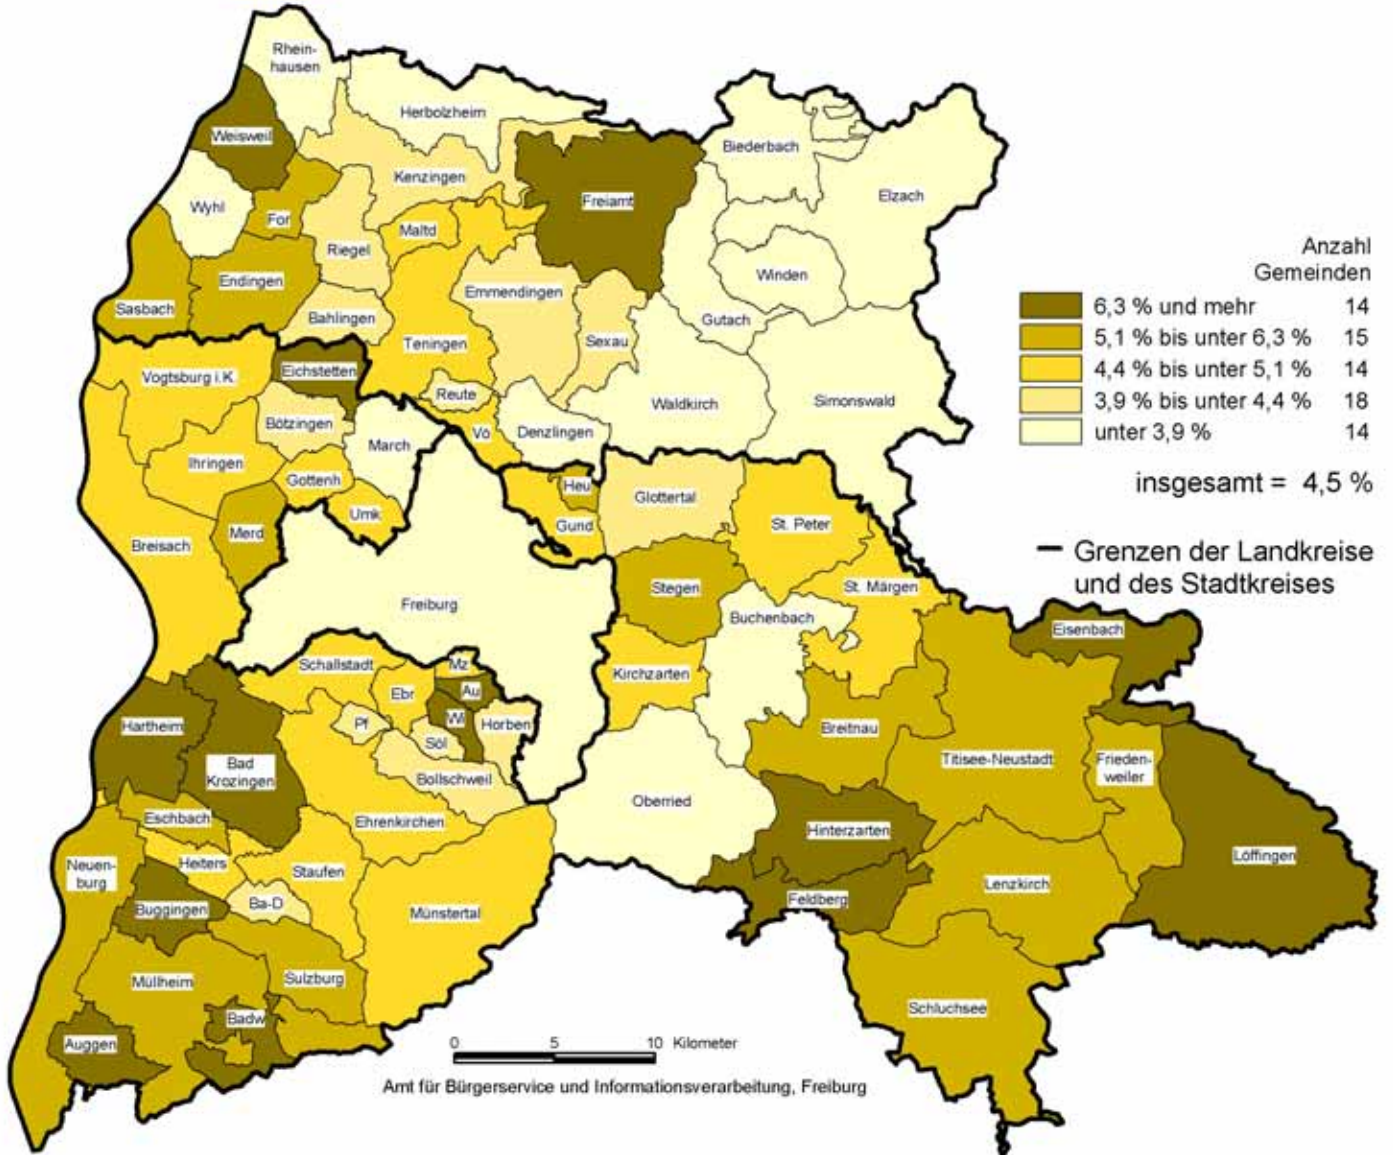 Rhein-
hausen
Herbolzheim
Weisweil
Biederbach
Kenzingen
Elzach
Freiamt
Wyhl
For
Maltd
Riegel
Endingen
Winden
Emmendingen
Sasbach
Bahlingen
Gutach
Sexau
Teningen
Eichstetten
Vogtsburg i.K.
Reute
Simonswald
Waldkirch
Bötzingen
Vö
Denzlingen
March
Ihringen
Gottenh
Heu
Glottertal
Umk
Gund
St. Peter
Merd
Breisach
Stegen
St. Märgen
Freiburg
Buchenbach
Eisenbach
Schallstadt
Mz
Kirchzarten
Ebr
Au
Wi
Hartheim
Pf
Horben
Breitnau
Söl
Titisee-Neustadt
Frieden-
weiler
Bad
Krozingen
Bollschweil
Oberried
Eschbach
Ehrenkirchen
Hinterzarten
Löffingen
Neuen-
burg
Heiters
Staufen
Lenzkirch
Ba-D
Buggingen
Münstertal
Feldberg
Müllheim
Sulzburg
Schluchsee
Badw
Auggen
Anzahl
Gemeinden
6,3 % und mehr 14
5,1 % bis unter 6,3 % 15
4,4 % bis unter 5,1 % 14
3,9 % bis unter 4,4 % 18
unter 3,9 % 14
insgesamt = 4,5 %
Grenzen der Landkreise
und des Stadtkreises
0 5 10 Kilometer
Amt für Bürgerservice und Informationsverarbeitung, Freiburg